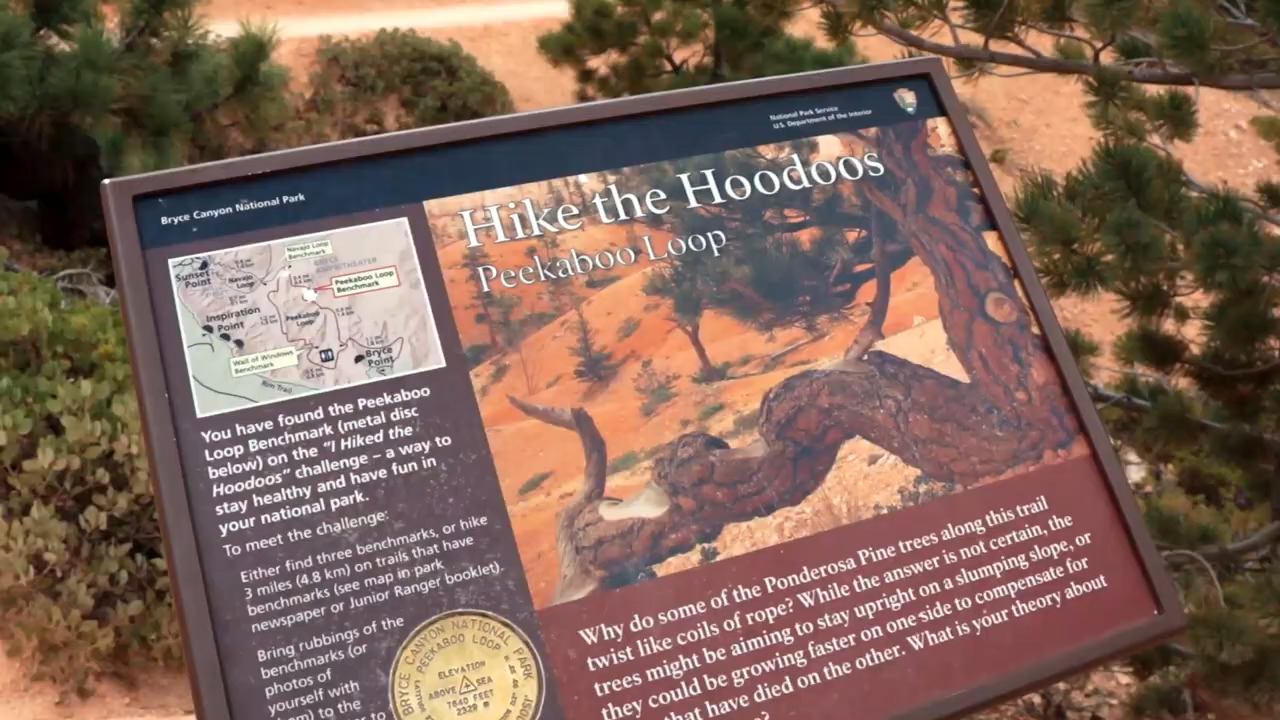 National Park Service
U.S. Department of the Interior
Bryce Canyon National Park
Hike the Hoodoos
Peekaboo Loop
Navajo Loop
Benchmark
Sunset
Point
Navajo
Loop
AMPHITHEATER
Peekaboo Loop
Benchmark
Inspiration
Point
Peekaboo
Loop
Wall of Windows
Benchmark
Bryce
Point
Rim Trail
You have found the Peekaboo
Loop Benchmark (metal disc
below) on the “I Hiked the
Hoodoos” challenge – a way to
stay healthy and have fun in
your national park.
To meet the challenge:
Either find three benchmarks, or hike
3 miles (4.8 km) on trails that have
benchmarks (see map in park
newspaper or Junior Ranger booklet).
Bring rubbings of the
benchmarks (or
photos of
yourself with
to the
to
BRYCE CANYON NATIONAL PARK
PEEKABOO LOOP
ELEVATION
ABOVE SEA
7840 FEET
2329
Why do some of the Ponderosa Pine trees along this trail
twist like coils of rope? While the answer is not certain, the
trees might be aiming to stay upright on a slumping slope, or
they could be growing faster on one side to compensate for
that have died on the other. What is your theory about